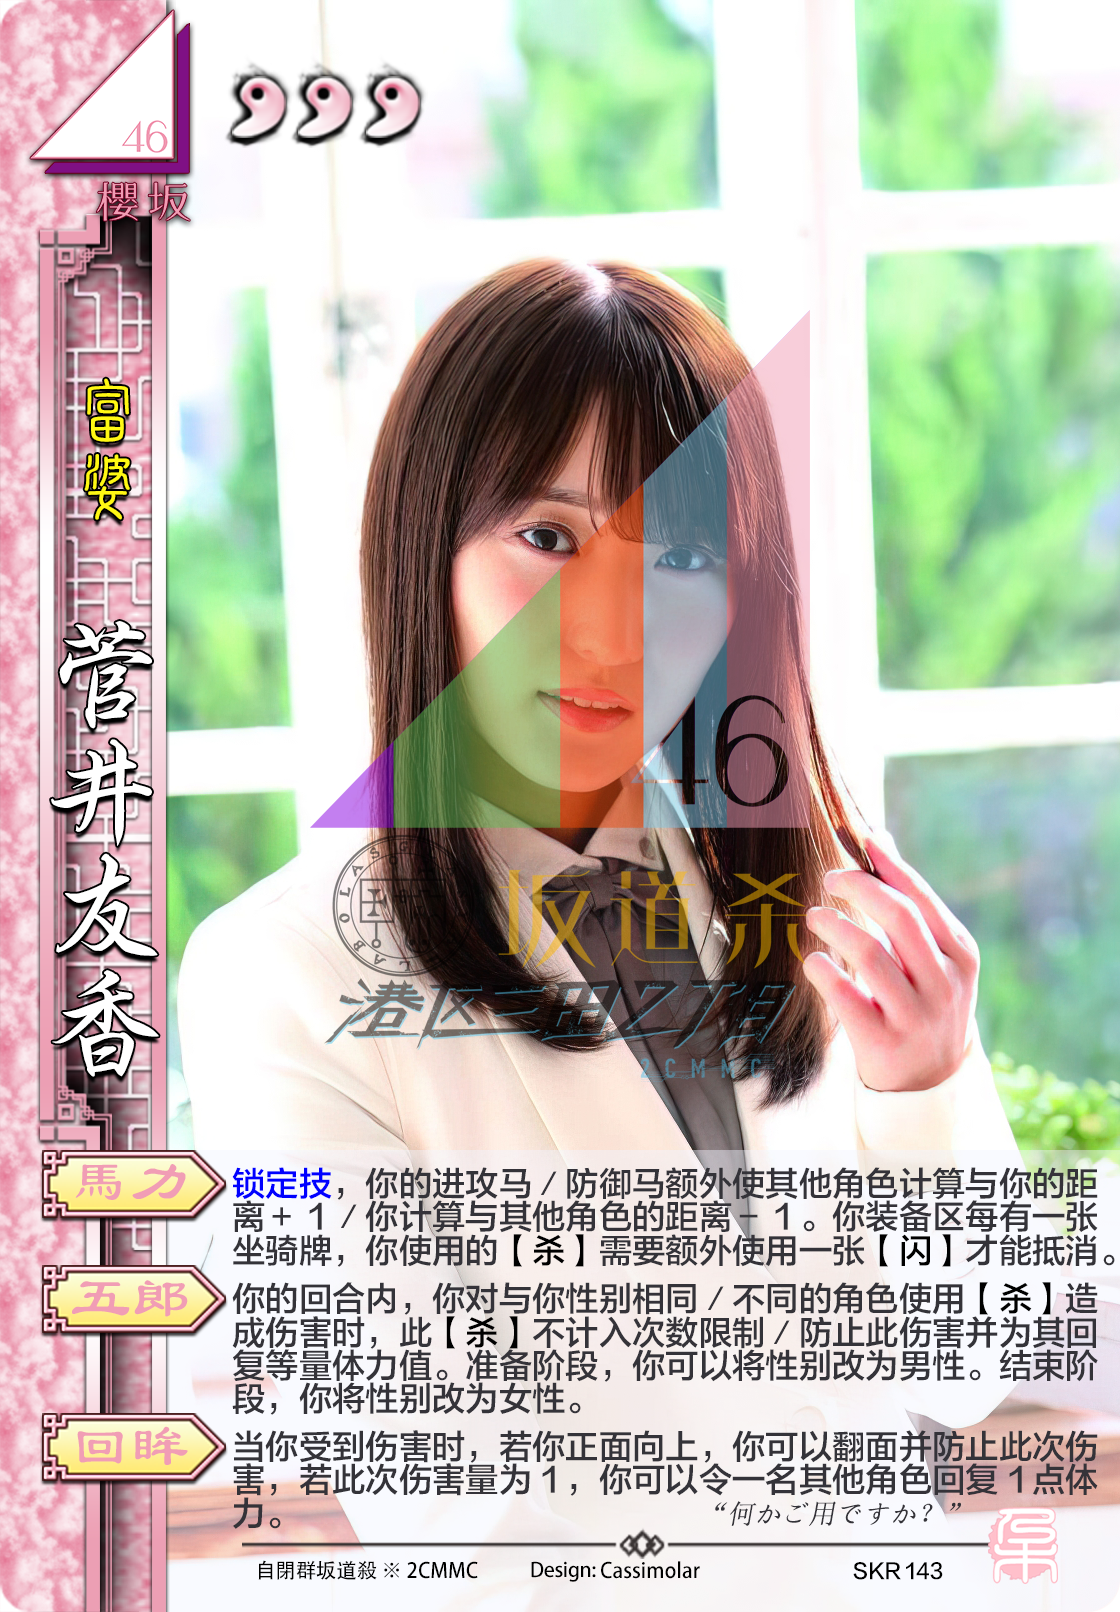 46
櫻坂
富婆
菅井友香
46
坂道杀
港区三田2丁目
2CMMC
馬力
锁定技，你的进攻马/防御马额外使其他角色计算与你的距
离＋1/你计算与其他角色的距离－1。你装备区每有一张
坐骑牌，你使用的【杀】需要额外使用一张【闪】才能抵消。
五郎
你的回合内，你对与你性别相同/不同的角色使用【杀】造
成伤害时，此【杀】不计入次数限制/防止此伤害并为其回
复等量体力值。准备阶段，你可以将性别改为男性。结束阶
段，你将性别改为女性。
回眸
当你受到伤害时，若你正面向上，你可以翻面并防止此次伤
害，若此次伤害量为1，你可以令一名其他角色回复1点体
力。
“何かご用ですか？”
自閉群坂道殺 ※ 2CMMC
Design: Cassimolar
SKR143